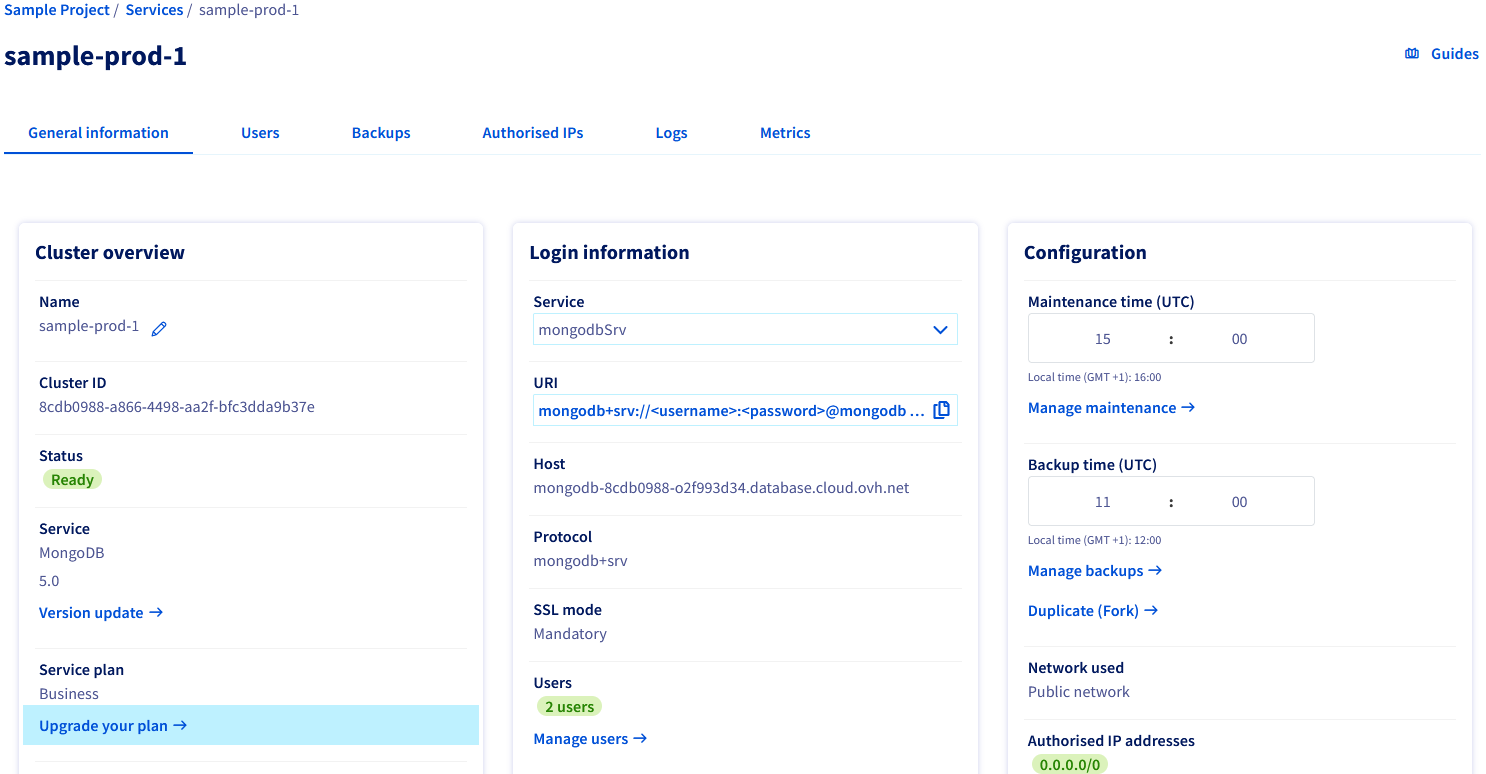 Sample Project / Services / sample-prod-1
sample-prod-1
Guides
General information Users Backups Authorised IPs Logs Metrics
Cluster overview
Name
sample-prod-1
Cluster ID
8cdb0988-a866-4498-aa2f-bfc3dda9b37e
Status
Ready
Service
MongoDB
5.0
Version update
Service plan
Business
Upgrade your plan
Login information
Service
mongodbSrv
URI
mongodb+srv://<username>:<password>@mongodb ...
Host
mongodb-8cdb0988-o2f993d34.database.cloud.ovh.net
Protocol
mongodb+srv
SSL mode
Mandatory
Users
2 users
Manage users
Configuration
Maintenance time (UTC)
15 : 00
Local time (GMT +1): 16:00
Manage maintenance
Backup time (UTC)
11 : 00
Local time (GMT +1): 12:00
Manage backups
Duplicate (Fork)
Network used
Public network
Authorised IP addresses
0.0.0.0/0